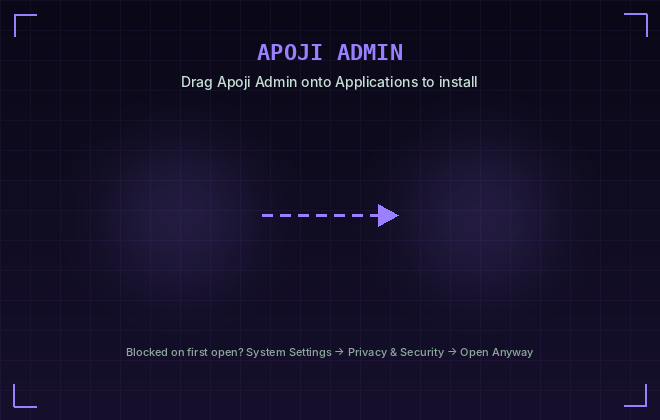 APOJI ADMIN
Drag Apoji Admin onto Applications to install
Blocked on first open? System Settings → Privacy & Security → Open Anyway